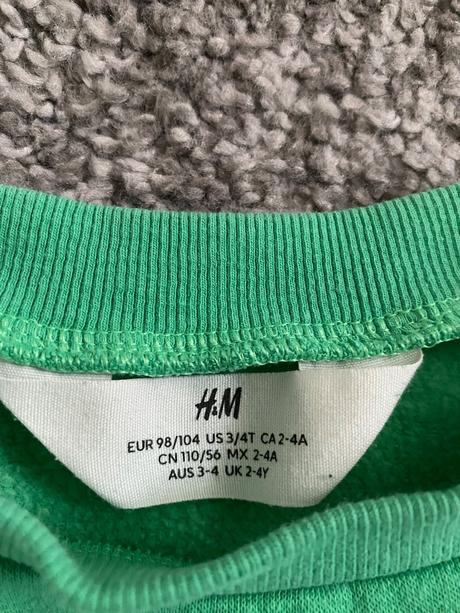 H&M
EUR 98/104 US 3/4T CA 2-4A
CN 110/56 MX 2-4A
AUS 3-4 UK 2-4Y